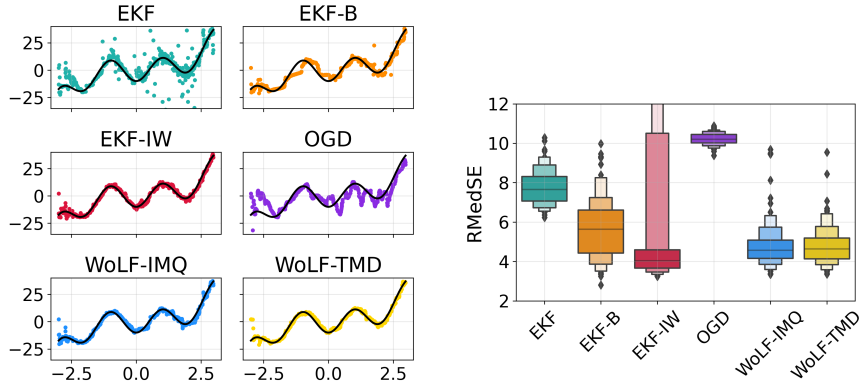 EKF
EKF-B
25
0
−25
EKF-IW
OGD
25
0
−25
WoLF-IMQ
WoLF-TMD
25
0
−25
−2.5 0.0 2.5
−2.5 0.0 2.5
RMedSE
12
10
8
6
4
2
EKF
EKF-B
EKF-IW
OGD
WoLF-IMQ
WoLF-TMD